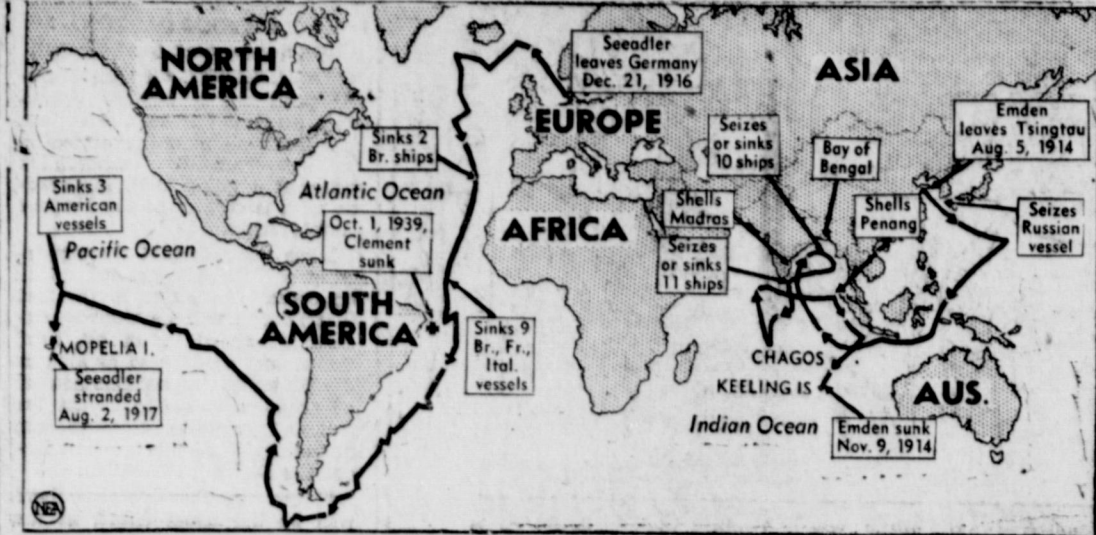 NORTH
AMERICA
Seeadler
leaves Germany
Dec. 21, 1916
ASIA
EUROPE
Sinks 2
Br. ships
Seizes
or sinks
10 ships
Bay of
Bengal
Emden
leaves Tsingtau
Aug. 5, 1914
Sinks 3
American
vessels
Atlantic Ocean
Pacific Ocean
Oct. 1, 1939,
Clement
sunk
AFRICA
Shells
Madras
Shells
Penang
Seizes
Russian
vessel
Seizes
or sinks
11 ships
SOUTH
AMERICA
Sinks 9
Br., Fr.,
Ital.
vessels
MOPELIA I.
Seeadler
stranded
Aug. 2, 1917
CHAGOS
KEELING IS
AUS.
Indian Ocean
Emden sunk
Nov. 9, 1914
NEA